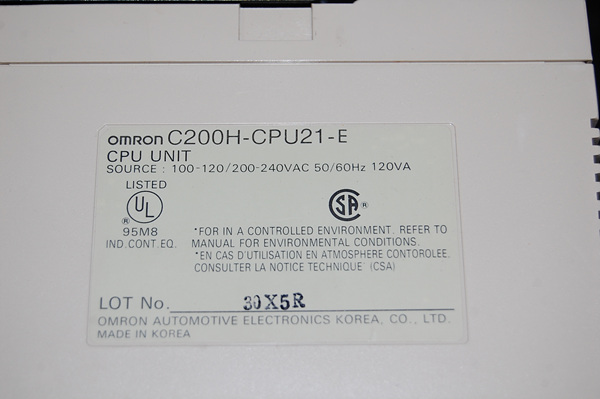 OMRON C200H-CPU21-E
CPU UNIT
SOURCE : 100-120/200-240VAC 50/60Hz 120VA
LISTED
UL ®
SA ®
95M8
IND.CONT.EQ.
*FOR IN A CONTROLLED ENVIRONMENT. REFER TO
MANUAL FOR ENVIRONMENTAL CONDITIONS.
*EN CAS D'UTILISATION EN ATMOSPHERE CONTOROLEE.
CONSULTER LA NOTICE TECHNIQUE (CSA)
LOT No. 30X5R
OMRON AUTOMOTIVE ELECTRONICS KOREA, CO., LTD.
MADE IN KOREA